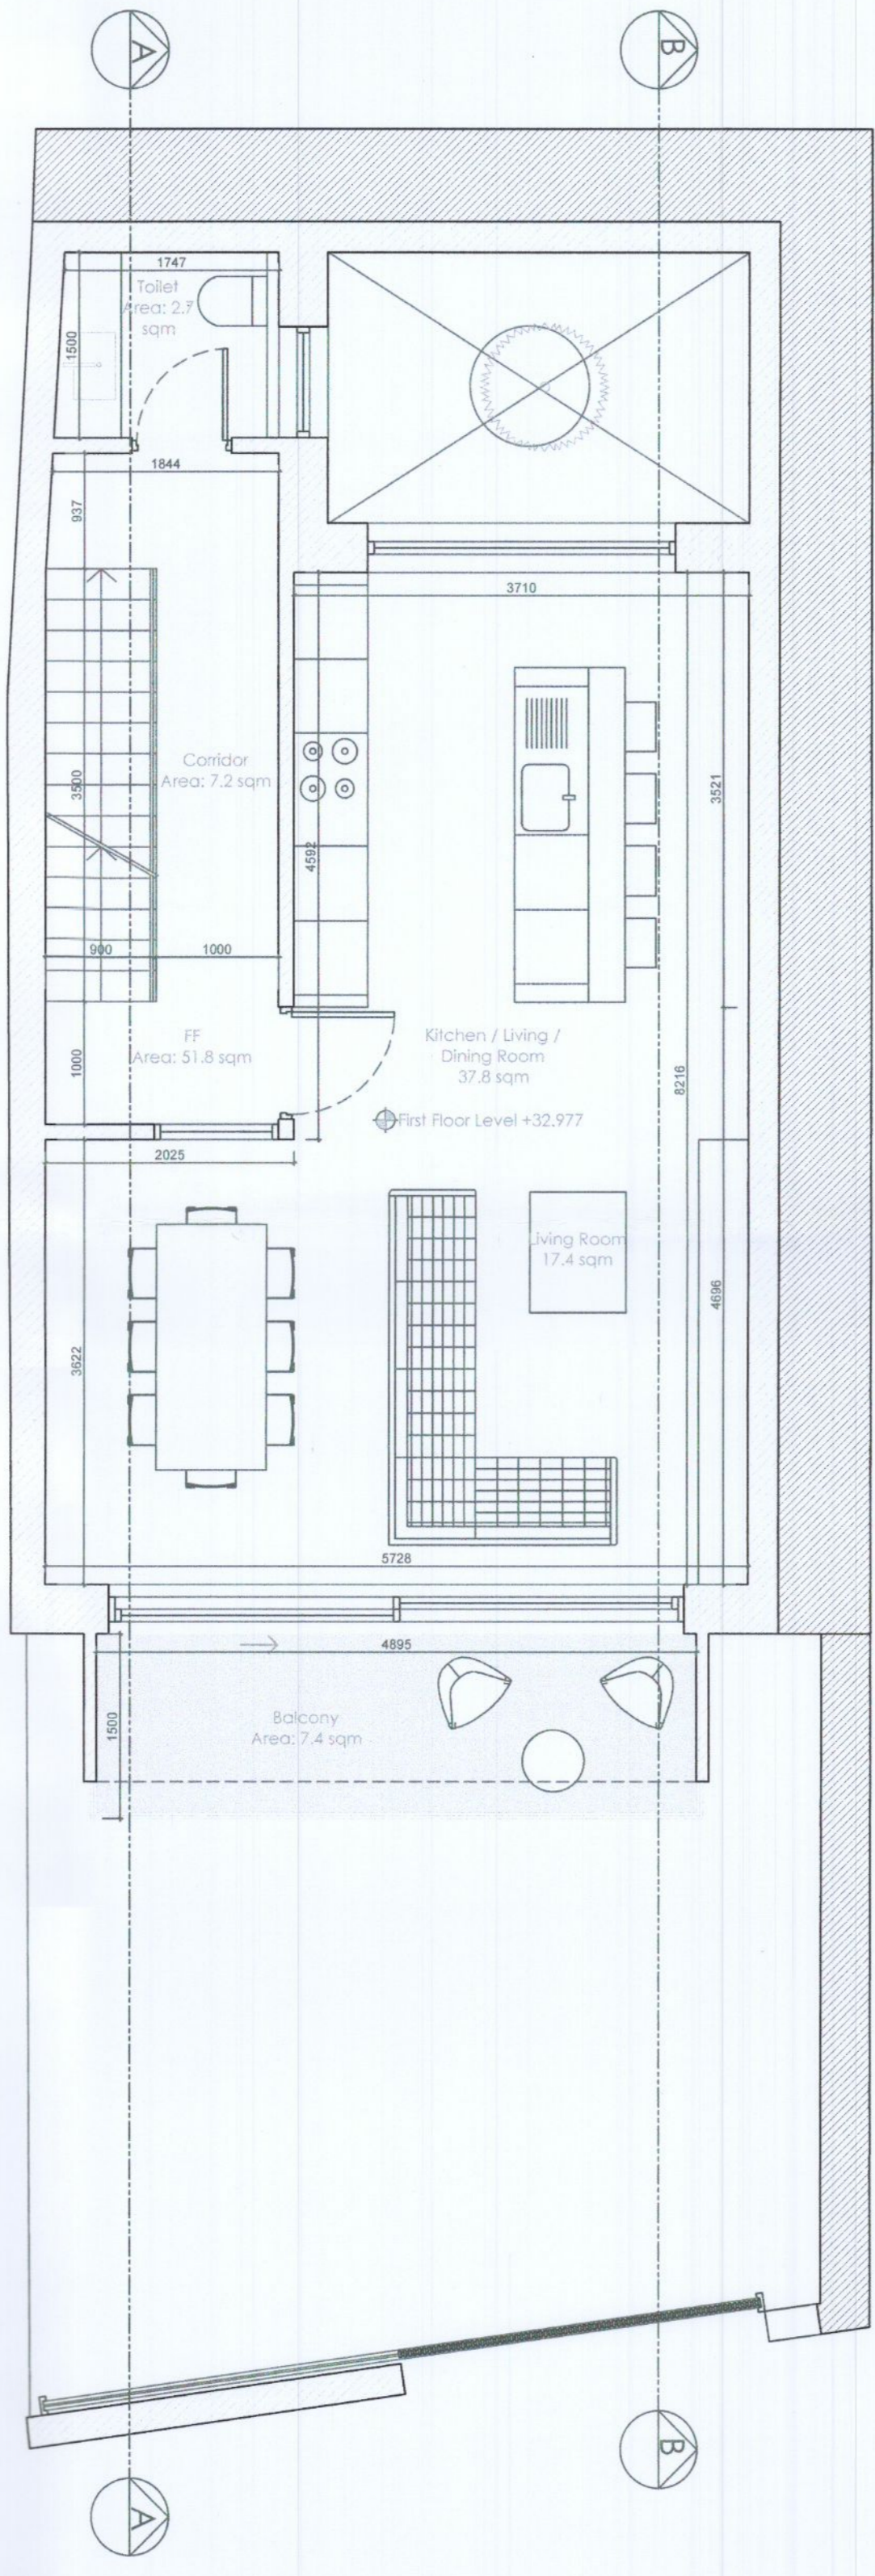 A
B
1747
Toilet
Area: 2.7
sqm
1500
1844
937
3710
Corridor
Area: 7.2 sqm
3500
4592
3521
900
1000
FF
Area: 51.8 sqm
1000
Kitchen / Living /
Dining Room
37.8 sqm
8216
First Floor Level +32.977
2025
Living Room
17.4 sqm
4696
3622
5728
4895
1500
Balcony
Area: 7.4 sqm
B
A